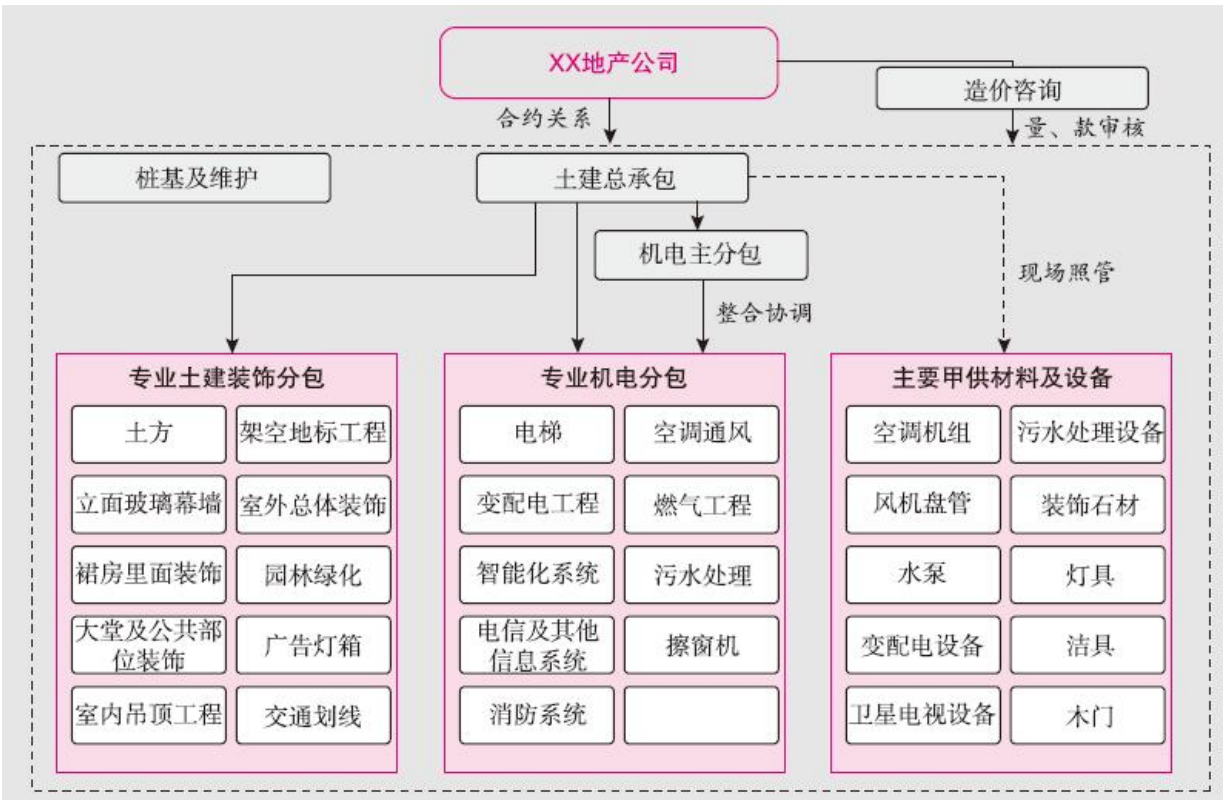 XX地产公司
造价咨询
合约关系
量、款审核
桩基及维护
土建总承包
机电主分包
现场照管
整合协调
专业土建装饰分包
土方
架空地标工程
立面玻璃幕墙
室外总体装饰
裙房里面装饰
园林绿化
大堂及公共部
位装饰
广告灯箱
室内吊顶工程
交通划线
专业机电分包
电梯
空调通风
变配电工程
燃气工程
智能化系统
污水处理
电信及其他
信息系统
擦窗机
消防系统
主要甲供材料及设备
空调机组
污水处理设备
风机盘管
装饰石材
水泵
灯具
变配电设备
洁具
卫星电视设备
木门